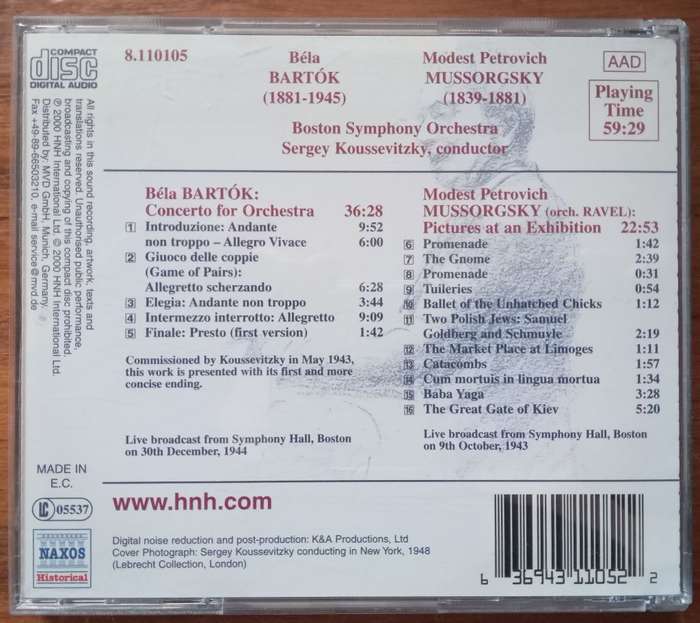 COMPACT
disc
DIGITAL AUDIO
8.110105
Béla
BARTÓK
(1881-1945)
Modest Petrovich
MUSSORGSKY
(1839-1881)
AAD
Playing
Time
59:29
Boston Symphony Orchestra
Sergey Koussevitzky, conductor
All rights in this sound recording, artwork, texts and
translations reserved. Unauthorised public performance,
broadcasting and copying of this compact disc prohibited.
℗ 2000 HNH International Ltd. © 2000 HNH International Ltd.
Distributed by: MVD GmbH, Munich, Germany.
Fax ++49-89-66503210, e-mail service@mvd.de
Béla BARTÓK:
Concerto for Orchestra 36:28
1 Introduzione: Andante 9:52
non troppo – Allegro Vivace 6:00
2 Giuoco delle coppie
(Game of Pairs):
Allegretto scherzando 6:28
3 Elegia: Andante non troppo 3:44
4 Intermezzo interrotto: Allegretto 9:09
5 Finale: Presto (first version) 1:42
Commissioned by Koussevitzky in May 1943,
this work is presented with its first and more
concise ending.
Live broadcast from Symphony Hall, Boston
on 30th December, 1944
Modest Petrovich
MUSSORGSKY (orch. RAVEL):
Pictures at an Exhibition 22:53
6 Promenade 1:42
7 The Gnome 2:39
8 Promenade 0:31
9 Tuileries 0:54
10 Ballet of the Unhatched Chicks 1:12
11 Two Polish Jews: Samuel
Goldberg and Schmuyle 2:19
12 The Market Place at Limoges 1:11
13 Catacombs 1:57
14 Cum mortuis in lingua mortua 1:34
15 Baba Yaga 3:28
16 The Great Gate of Kiev 5:20
Live broadcast from Symphony Hall, Boston
on 9th October, 1943
MADE IN
E.C.
LC 05537
NAXOS
Historical
www.hnh.com
Digital noise reduction and post-production: K&A Productions, Ltd
Cover Photograph: Sergey Koussevitzky conducting in New York, 1948
(Lebrecht Collection, London)
6 36943 11052 2